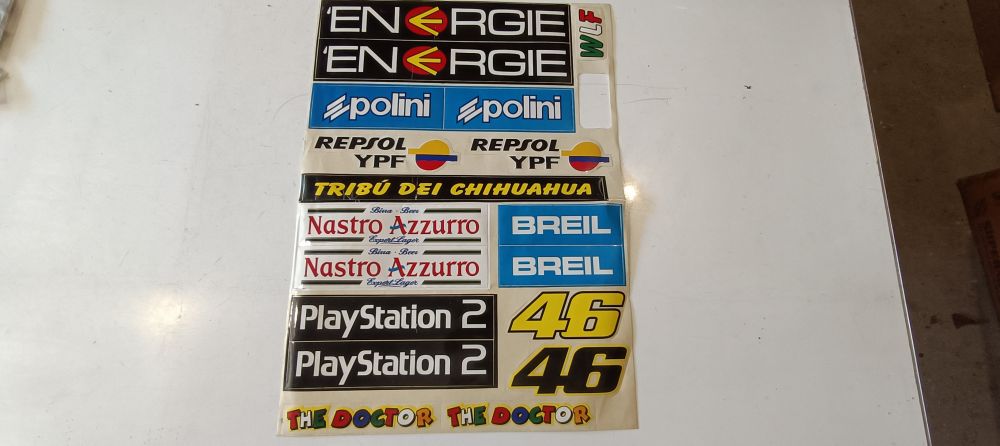 'ENERGIE
WLF
'ENERGIE
polini polini
REPSOL YPF REPSOL YPF
TRIBÚ DEI CHIHUAHUA
Birra - Beer
Nastro Azzurro
Export Lager
BREIL
Birra - Beer
Nastro Azzurro
Export Lager
BREIL
PlayStation 2
46
PlayStation 2
46
THE DOCTOR THE DOCTOR